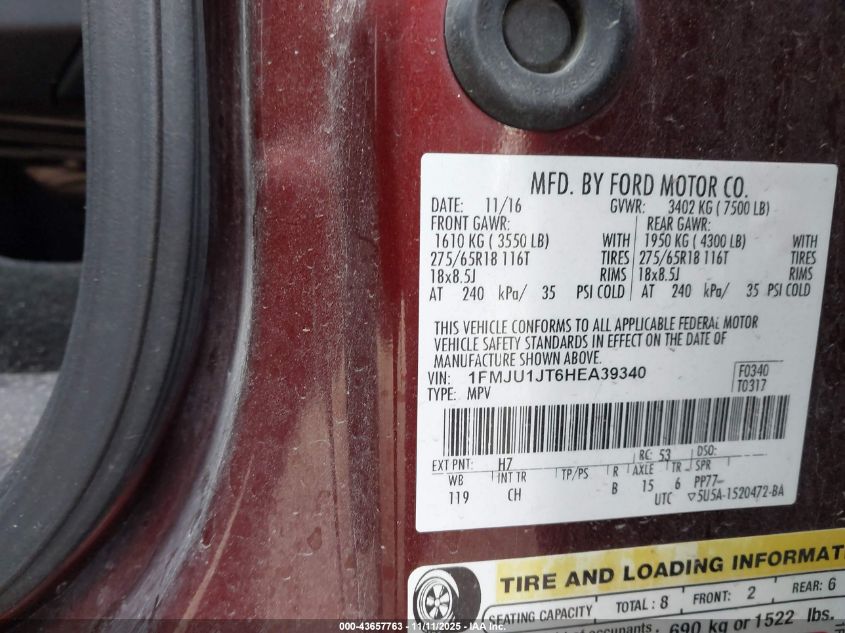 MFD. BY FORD MOTOR CO.
DATE: 11/16 GVWR: 3402 KG ( 7500 LB)
FRONT GAWR: REAR GAWR:
1610 KG ( 3550 LB) WITH 1950 KG ( 4300 LB) WITH
275/65R18 116T TIRES 275/65R18 116T TIRES
18x8.5J RIMS 18x8.5J RIMS
AT 240 kPa/ 35 PSI COLD AT 240 kPa/ 35 PSI COLD
THIS VEHICLE CONFORMS TO ALL APPLICABLE FEDERAL MOTOR
VEHICLE SAFETY STANDARDS IN EFFECT ON THE DATE OF
MANUFACTURE SHOWN ABOVE.
VIN: 1FMJU1JT6HEA39340 F0340
TYPE: MPV T0317
EXT PNT: H7 RC: 53 DSO:
WB INT TR TP/PS R AXLE TR SPR
119 CH B 15 6 PP77
UTC ▽5U5A-1520472-BA
TIRE AND LOADING INFORMAT
SEATING CAPACITY TOTAL : 8 FRONT: 2 REAR: 6
occupants 690 kg or 1522 lbs.
000-43657763 - 11/11/2025 -